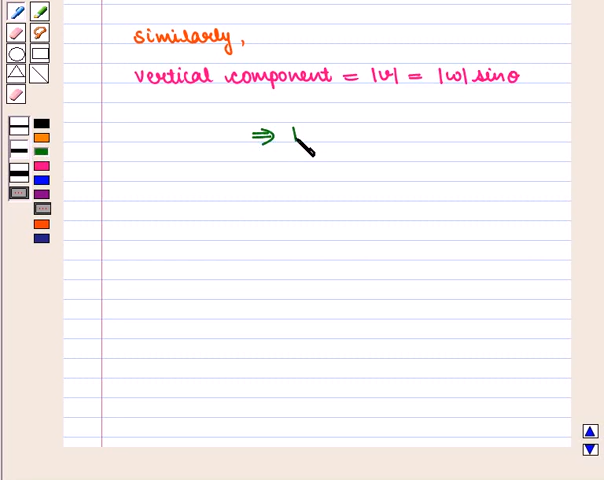 similarly,
vertical component = |v| = |w| sinθ
⇒ |